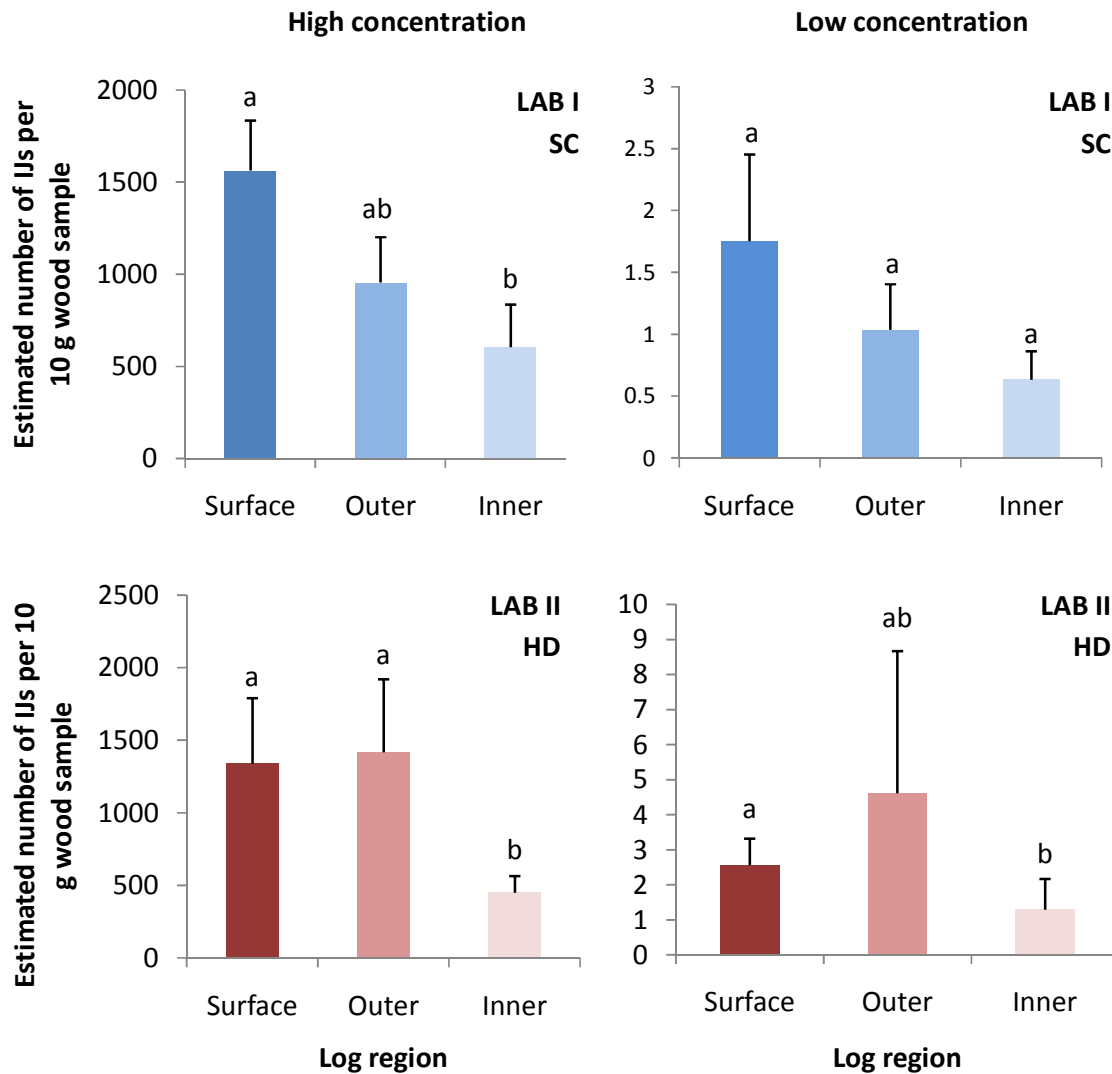 High concentration
Low concentration
Estimated number of IJs per
10 g wood sample
2000
1500
1000
500
0
a
ab
b
LAB I
SC
Surface Outer Inner
3
2.5
2
1.5
1
0.5
0
a
a
a
LAB I
SC
Surface Outer Inner
Estimated number of IJs per 10
g wood sample
2500
2000
1500
1000
500
0
a
a
b
LAB II
HD
Surface Outer Inner
Log region
10
9
8
7
6
5
4
3
2
1
0
a
ab
b
LAB II
HD
Surface Outer Inner
Log region